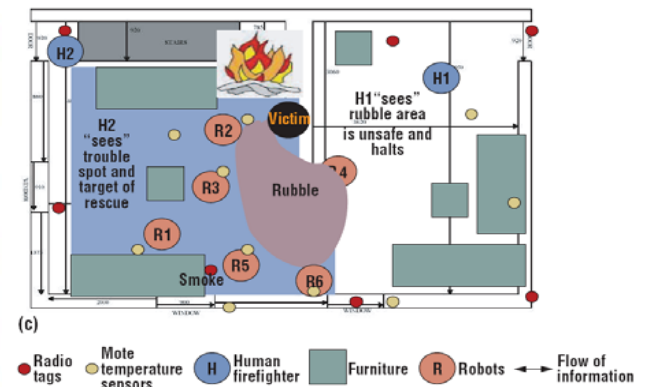 H2
STAIRS
H1
H1"sees"
rubble area
is unsafe and
halts
H2
"sees"
trouble
spot and
target of
rescue
Victim
R2
R3
4
Rubble
R1
R5
Smoke
R6
WINDOW
WINDOW
(c)
Radio
tags
Mote
temperature
sensors
H
Human
firefighter
Furniture
R
Robots
Flow of
information